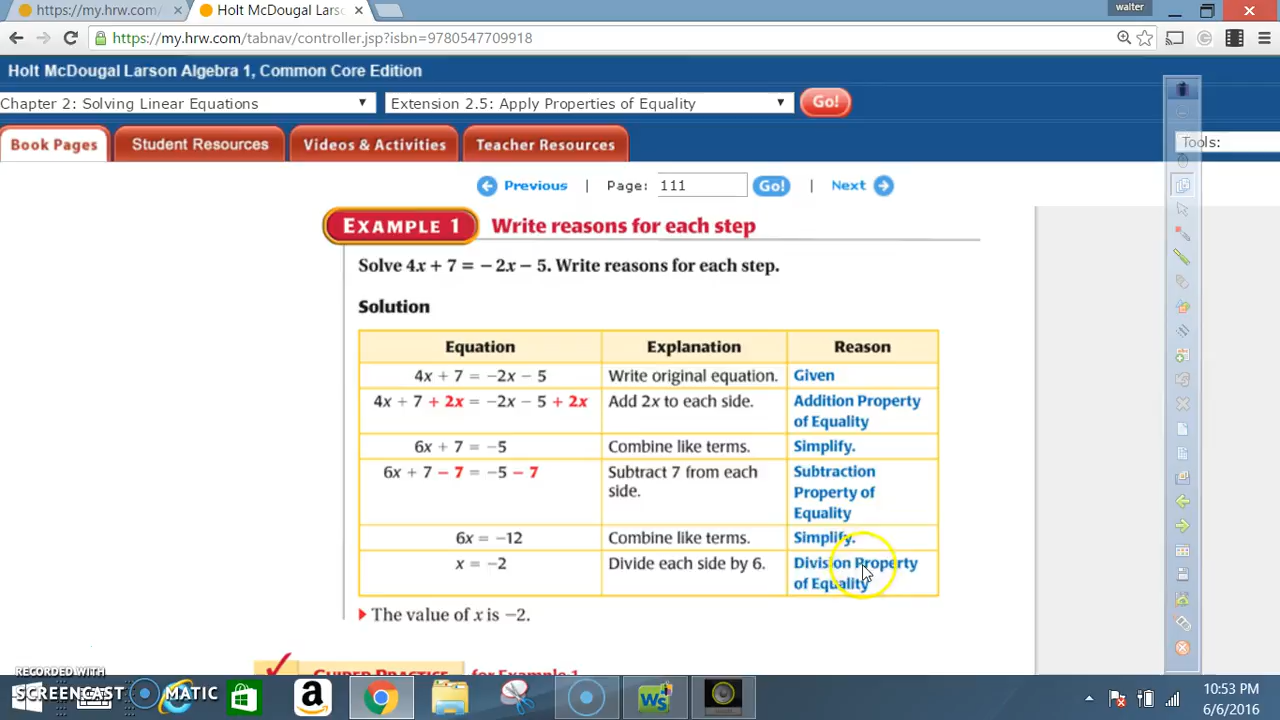 https://my.hrw.com/
Holt McDougal Lars
walter
https://my.hrw.com/tabnav/controller.jsp?isbn=9780547709918
Holt McDougal Larson Algebra 1, Common Core Edition
Chapter 2: Solving Linear Equations
Extension 2.5: Apply Properties of Equality
Go!
Book Pages
Student Resources
Videos & Activities
Teacher Resources
Tools:
Previous | Page: 111 Go! | Next
EXAMPLE 1 Write reasons for each step
Solve 4x + 7 = −2x − 5. Write reasons for each step.
Solution
Equation Explanation Reason
4x + 7 = −2x − 5 Write original equation. Given
4x + 7 + 2x = −2x − 5 + 2x Add 2x to each side. Addition Property
of Equality
6x + 7 = −5 Combine like terms. Simplify.
6x + 7 − 7 = −5 − 7 Subtract 7 from each Subtraction
side. Property of
Equality
6x = −12 Combine like terms. Simplify.
x = −2 Divide each side by 6. Division Property
of Equality
The value of x is −2.
GUIDED PRACTICE for Example 1
RECORDED WITH
SCREENCAST MATIC
10:53 PM
6/6/2016